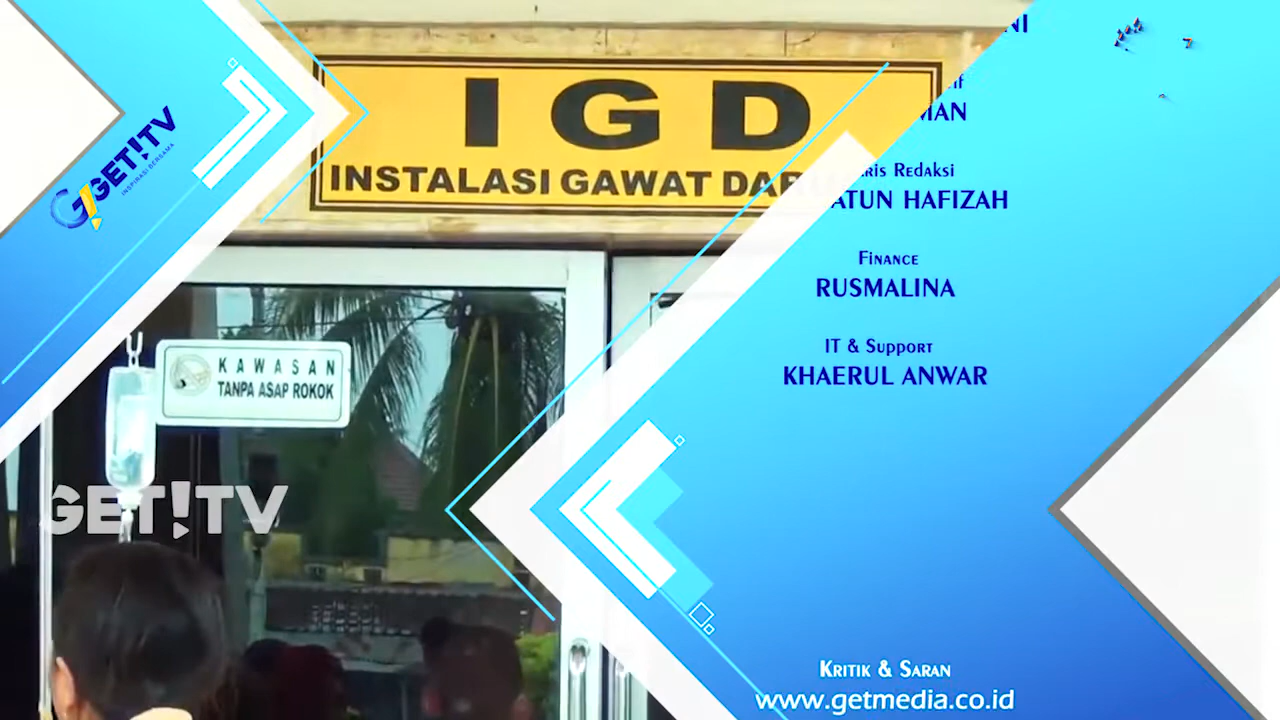 GET!TV
INSPIRASI BERSAMA
IGD
INSTALASI GAWAT
KAWASAN
TANPA ASAP ROKOK
GET!TV
Redaksi
HAFIZAH
Finance
RUSMALINA
IT & Support
KHAERUL ANWAR
Kritik & Saran
www.getmedia.co.id